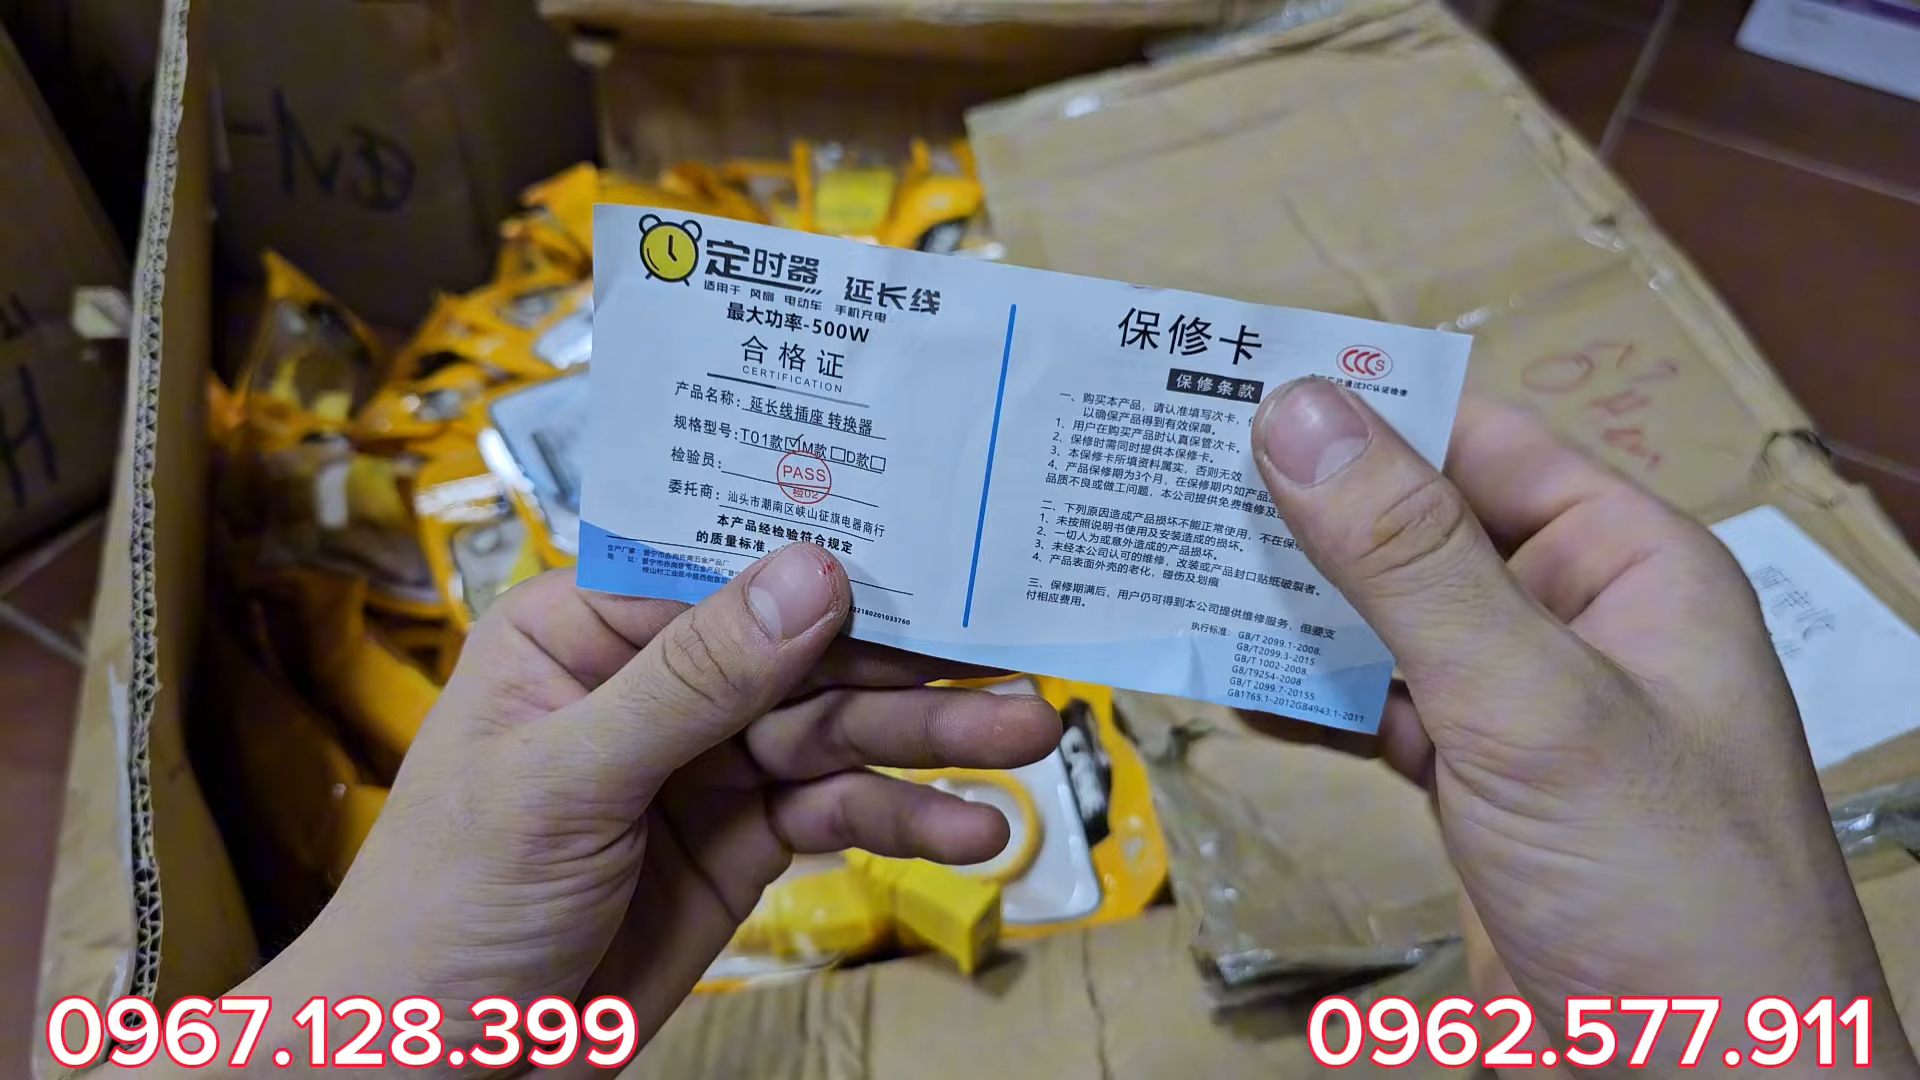 定时器 延长线
适用于 风扇 电动车 手机充电
最大功率-500W
合格证
CERTIFICATION
产品名称: 延长线插座 转换器
规格型号: T01款☑M款☐D款☐
检验员:
PASS
检02
委托商: 汕头市潮南区峡山征旗电器商行
本产品经检验符合规定
的质量标准,
生产厂家:
地 址:
保修卡
CCC S
保修条款
一、购买本产品，请认准填写次卡，
以确保产品得到有效保障。
1、用户在购买产品时认真保管次卡。
2、保修时需同时提供本保修卡。
3、本保修卡所填资料属实，否则无效
4、产品保修期为3个月，在保修期内如产品
品质不良或做工问题，本公司提供免费维修及
二、下列原因造成产品损坏不能正常使用，不在保修
1、未按照说明书使用及安装造成的损坏。
2、一切人为或意外造成的产品损坏。
3、未经本公司认可的维修，改装或产品封口贴纸破裂者。
4、产品表面外壳的老化，碰伤及划痕
三、保修期满后，用户仍可得到本公司提供维修服务，但要支
付相应费用。
执行标准: GB/T 2099.1-2008.
GB/T2099.3-2015
GB/T 1002-2008.
GB/T9254-2008
GB/T 2099.7-20155
GB1765.1-2012GB4943.1-2011
0967.128.399
0962.577.911